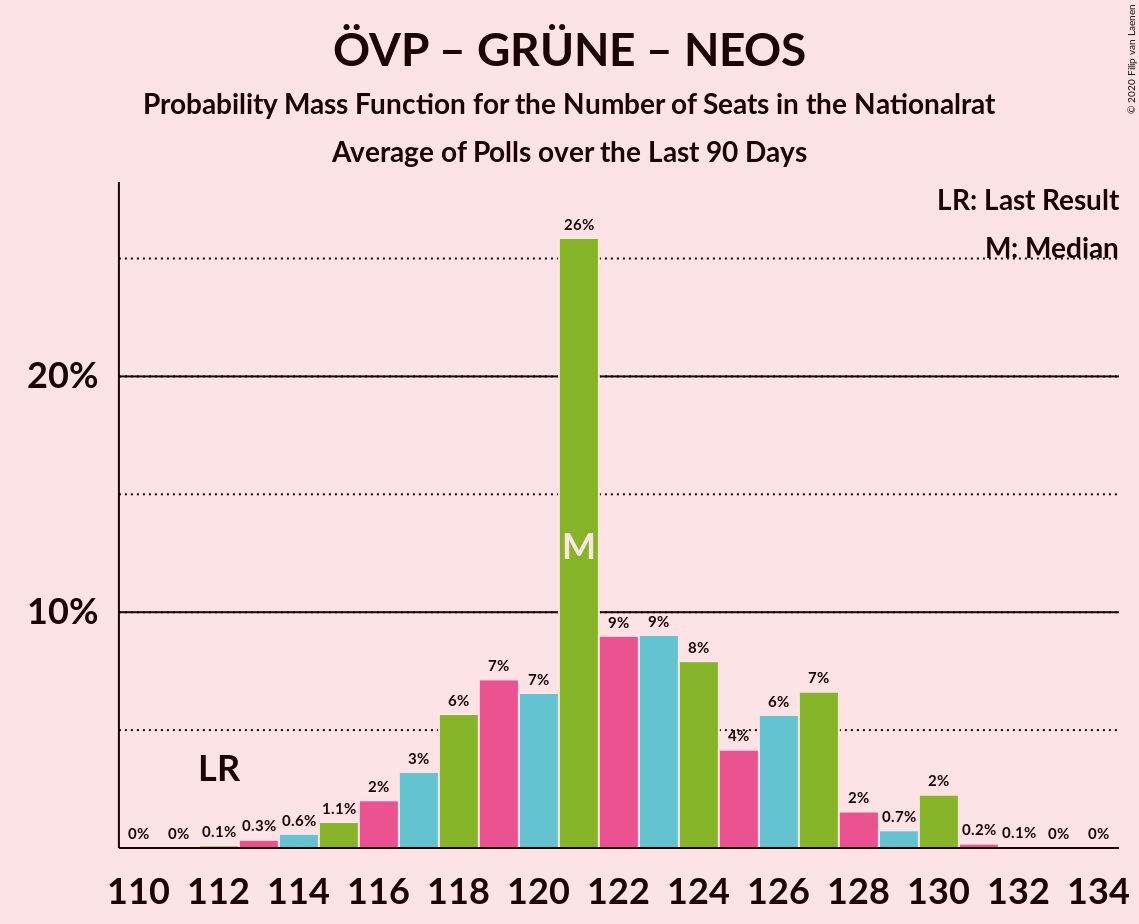 ÖVP – GRÜNE – NEOS
Probability Mass Function for the Number of Seats in the Nationalrat
Average of Polls over the Last 90 Days
© 2020 Filip van Laenen
LR: Last Result
M: Median
26%
20%
M
10%
9% 9%
8%
7% 7% 7%
6% 6%
4%
LR
3%
2% 2% 2%
0% 0% 0.1% 0.3% 0.6% 1.1% 0.7% 0.2% 0.1% 0% 0%
110 112 114 116 118 120 122 124 126 128 130 132 134